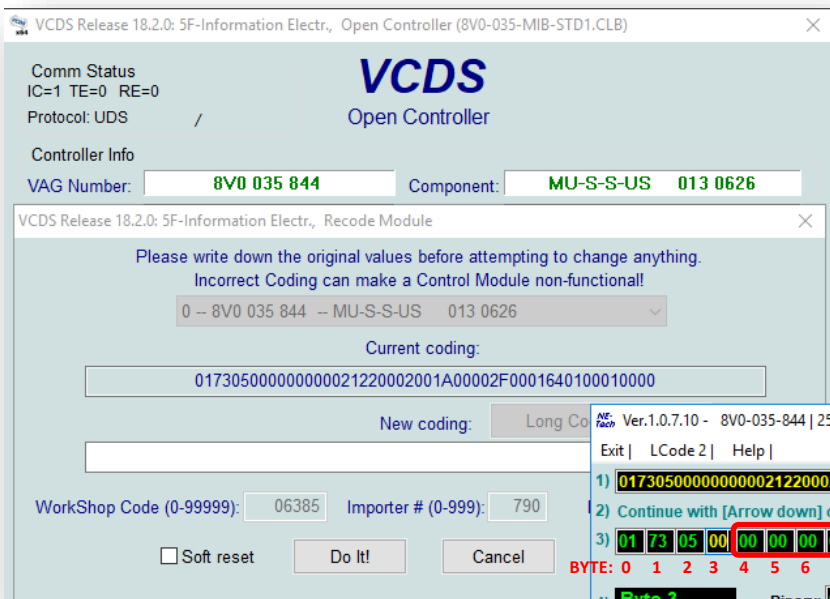 VCDS Release 18.2.0: 5F-Information Electr., Open Controller (8V0-035-MIB-STD1.CLB)
Comm Status
IC=1 TE=0 RE=0
Protocol: UDS /
VCDS
Open Controller
Controller Info
VAG Number: 8V0 035 844 Component: MU-S-S-US 013 0626
VCDS Release 18.2.0: 5F-Information Electr., Recode Module
Please write down the original values before attempting to change anything.
Incorrect Coding can make a Control Module non-functional!
0 -- 8V0 035 844 -- MU-S-S-US 013 0626
Current coding:
01730500000000021220002001A00002F0001640100010000
New coding: Long Co
WorkShop Code (0-99999): 06385 Importer # (0-999): 790
Soft reset Do It! Cancel
NE-Tach Ver.1.0.7.10 - 8V0-035-844 | 25
Exit | LCode 2 | Help |
1) 01730500000000002122000
2) Continue with [Arrow down]
3) 01 73 05 00 00 00 00
BYTE: 0 1 2 3 4 5 6